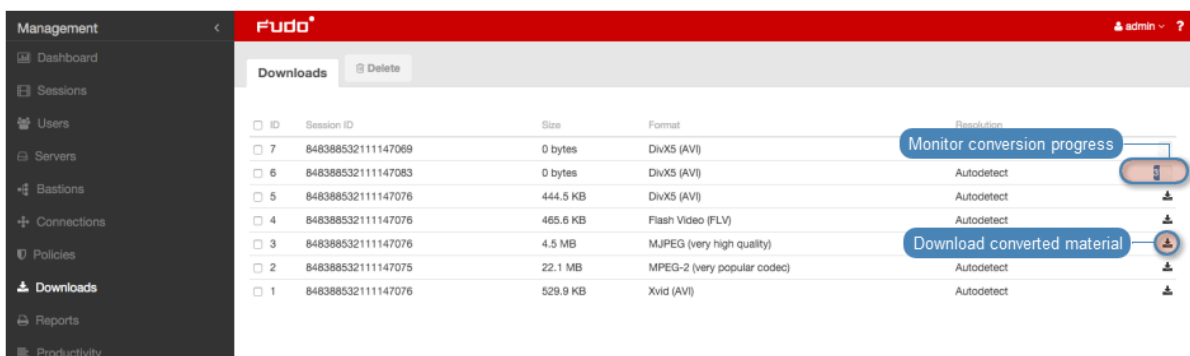 Management < Fudo admin ?
Dashboard
Downloads Delete
Sessions
Users
ID Session ID Size Format Resolution
Monitor conversion progress
7 848388532111147069 0 bytes DivX5 (AVI)
Servers
6 848388532111147083 0 bytes DivX5 (AVI) Autodetect
Bastions
5 848388532111147076 444.5 KB DivX5 (AVI) Autodetect
Connections
4 848388532111147076 465.6 KB Flash Video (FLV) Autodetect
3 848388532111147076 4.5 MB MJPEG (very high quality) Download converted material
Policies
2 848388532111147075 22.1 MB MPEG-2 (very popular codec) Autodetect
Downloads
1 848388532111147076 529.9 KB Xvid (AVI) Autodetect
Reports
Productivity